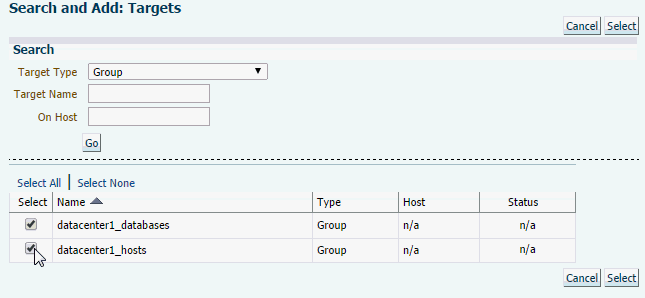 Search and Add: Targets
Cancel Select
Search
Target Type Group
Target Name
On Host
Go
Select All | Select None
Select Name Type Host Status
datacenter1_databases Group n/a n/a
datacenter1_hosts Group n/a n/a
Cancel Select